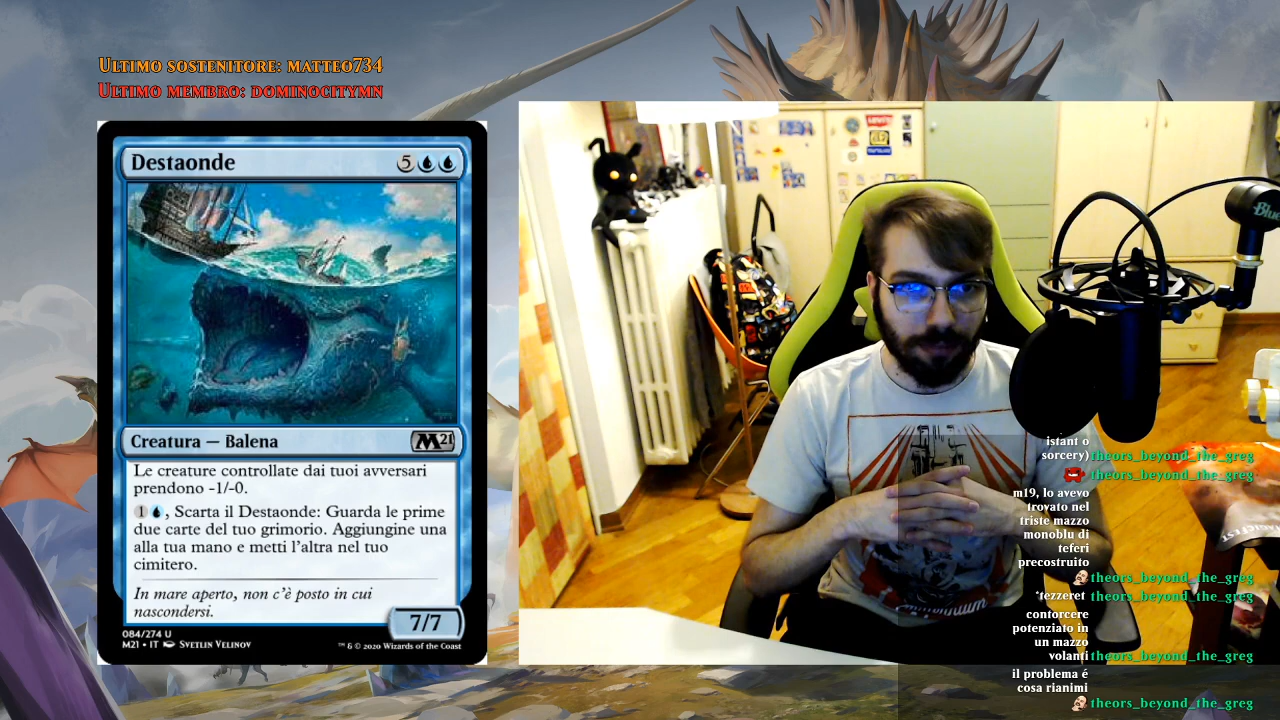 Ultimo sostenitore: matteo734
Ultimo membro: dominocitymn
Destaonde
5
Creatura — Balena
M21
Le creature controllate dai tuoi avversari
prendono -1/-0.
1, Scarta il Destaonde: Guarda le prime
due carte del tuo grimorio. Aggiungine una
alla tua mano e metti l'altra nel tuo
cimitero.
In mare aperto, non c'è posto in cui
nascondersi.
7/7
084/274 U
M21 • IT Svetlin Velinov
™ & © 2020 Wizards of the Coast
Blu
istant o
sorcery) theors_beyond_the_greg
theors_beyond_the_greg
m19, lo avevo
trovato nel
triste mazzo
monoblu di
teferi
precostruito
theors_beyond_the_greg
*tezzeret theors_beyond_the_greg
contorcere
potenziato in
un mazzo
volanti theors_beyond_the_greg
il problema é
cosa rianimi
theors_beyond_the_greg